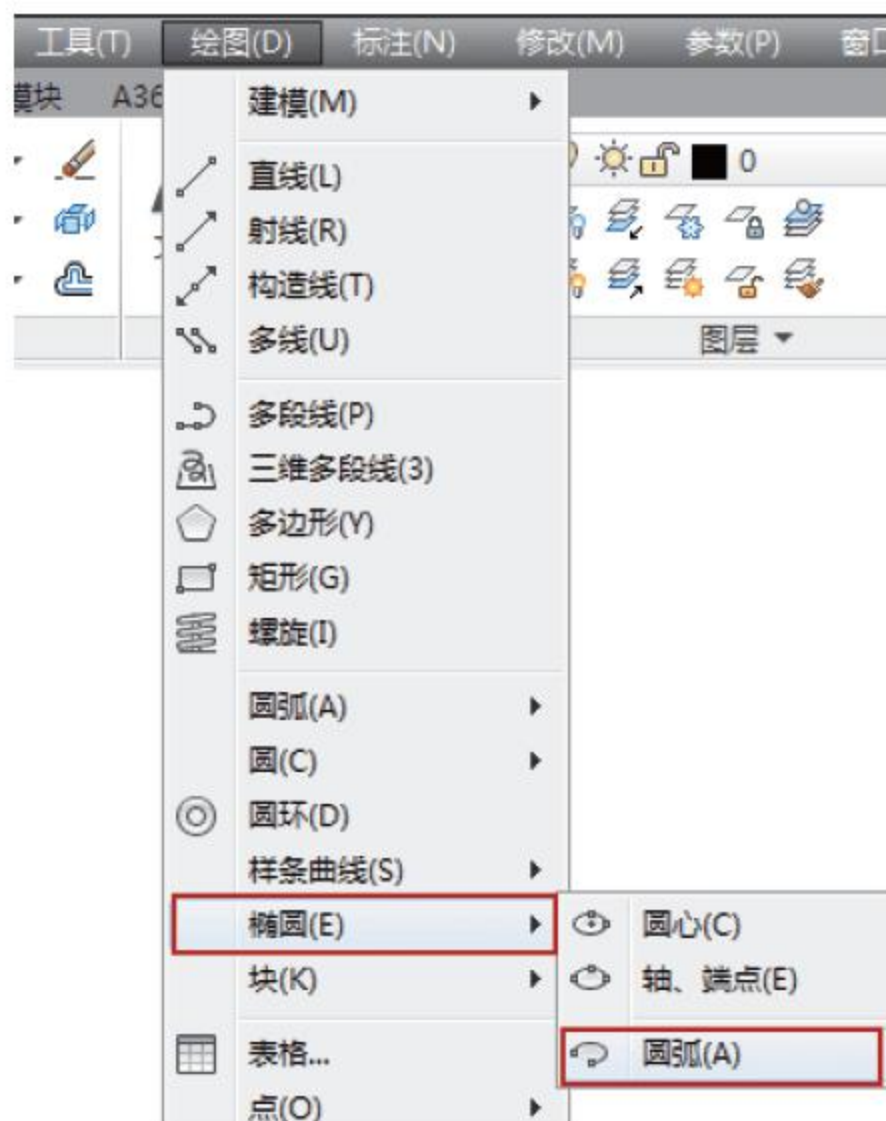 工具(T) 绘图(D) 标注(N) 修改(M) 参数(P) 窗口
模块 A36
建模(M)
0
直线(L)
射线(R)
构造线(T)
多线(U)
图层
多段线(P)
三维多段线(3)
多边形(Y)
矩形(G)
螺旋(I)
圆弧(A)
圆(C)
圆环(D)
样条曲线(S)
椭圆(E)
圆心(C)
块(K)
轴、端点(E)
表格...
圆弧(A)
点(O)